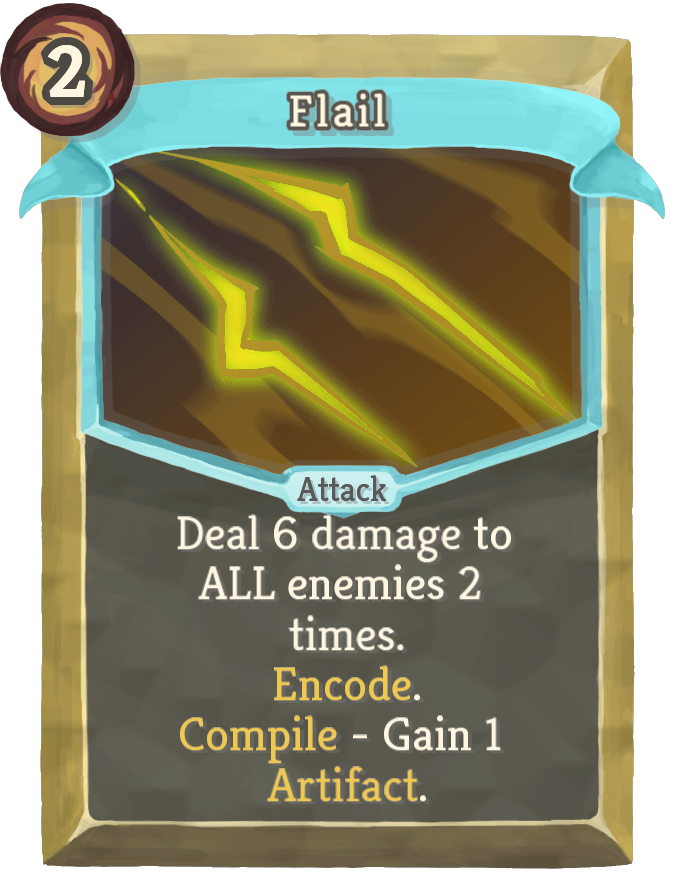 2
Flail
Attack
Deal 6 damage to
ALL enemies 2
times.
Encode.
Compile - Gain 1
Artifact.